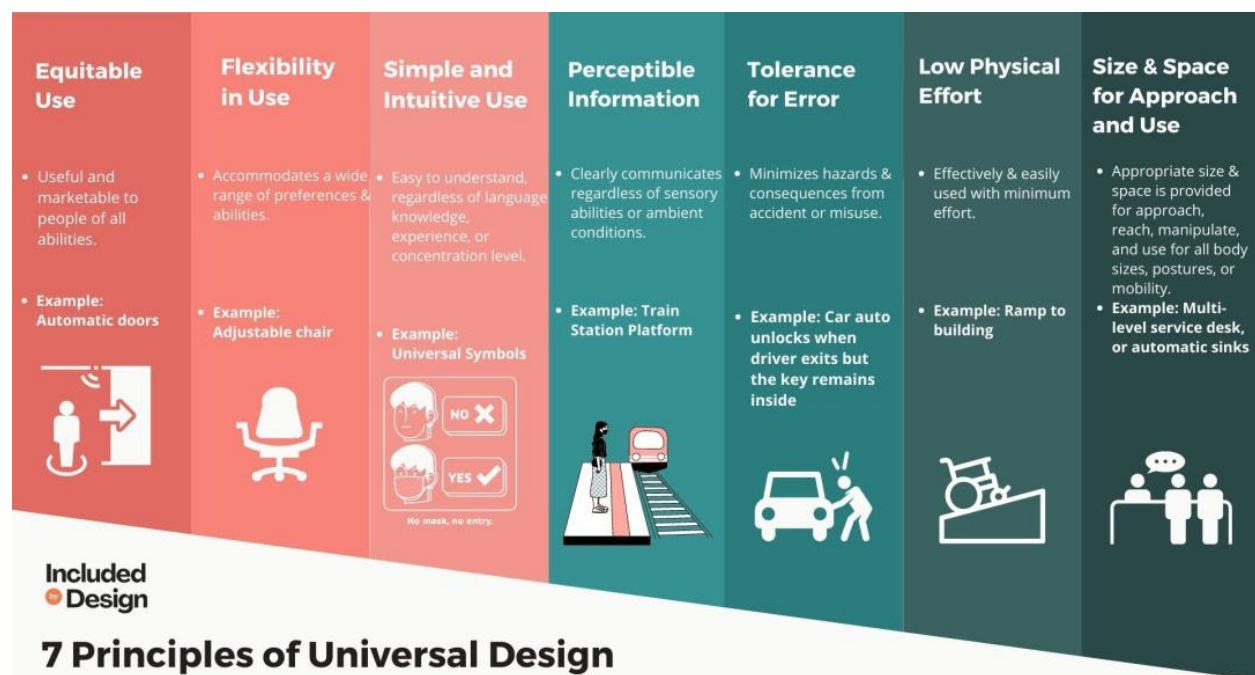 Equitable
Use
• Useful and
marketable to
people of all
abilities.
• Example:
Automatic doors
Flexibility
in Use
• Accommodates a wide
range of preferences &
abilities.
• Example:
Adjustable chair
Simple and
Intuitive Use
• Easy to understand,
regardless of language
knowledge,
experience, or
concentration level.
• Example:
Universal Symbols
NO
YES
No mask, no entry.
Perceptible
Information
• Clearly communicates
regardless of sensory
abilities or ambient
conditions.
• Example: Train
Station Platform
Tolerance
for Error
• Minimizes hazards &
consequences from
accident or misuse.
• Example: Car auto
unlocks when
driver exits but
the key remains
inside
Low Physical
Effort
• Effectively & easily
used with minimum
effort.
• Example: Ramp to
building
Size & Space
for Approach
and Use
• Appropriate size &
space is provided
for approach,
reach, manipulate,
and use for all body
sizes, postures, or
mobility.
• Example: Multi-
level service desk,
or automatic sinks
Included
by Design
7 Principles of Universal Design